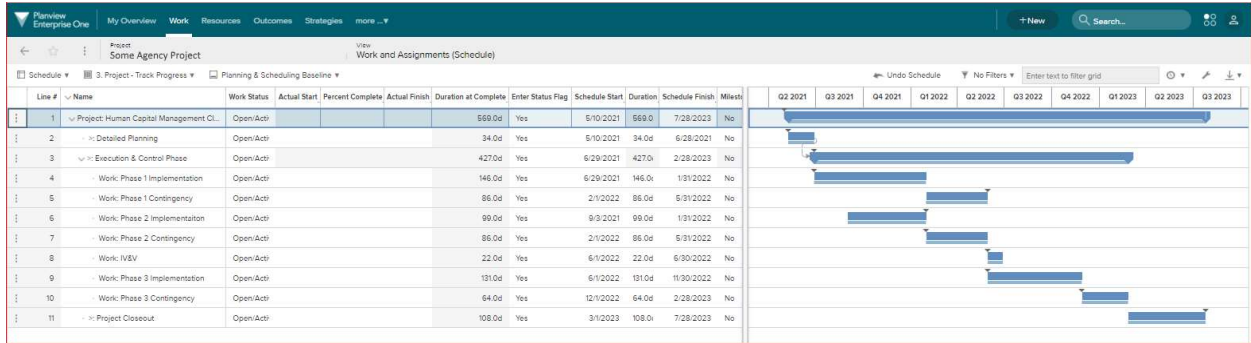 Planview
Enterprise One My Overview Work Resources Outcomes Strategies more ...▾ +New Search...
Project View
Some Agency Project Work and Assignments (Schedule)
Schedule ▾ 3. Project - Track Progress ▾ Planning & Scheduling Baseline ▾ Undo Schedule No Filters ▾ Enter text to filter grid
Line # Name Work Status Actual Start Percent Complete Actual Finish Duration at Complete Enter Status Flag Schedule Start Duration Schedule Finish Milest Q2 2021 Q3 2021 Q4 2021 Q1 2022 Q2 2022 Q3 2022 Q4 2022 Q1 2023 Q2 2023 Q3 2023
1 Project: Human Capital Management Cl... Open/Acti 569.0d Yes 5/10/2021 569.0 7/28/2023 No
2 Detailed Planning Open/Acti 34.0d Yes 5/10/2021 34.0d 6/28/2021 No
3 Execution & Control Phase Open/Acti 427.0d Yes 6/29/2021 427.0 2/28/2023 No
4 Work: Phase 1 Implementation Open/Acti 146.0d Yes 6/29/2021 146.0 1/31/2022 No
5 Work: Phase 1 Contingency Open/Acti 86.0d Yes 2/1/2022 86.0d 5/31/2022 No
6 Work: Phase 2 Implementaiton Open/Acti 99.0d Yes 9/3/2021 99.0d 1/31/2022 No
7 Work: Phase 2 Contingency Open/Acti 86.0d Yes 2/1/2022 86.0d 5/31/2022 No
8 Work: IV&V Open/Acti 22.0d Yes 6/1/2022 22.0d 6/30/2022 No
9 Work: Phase 3 Implementation Open/Acti 131.0d Yes 6/1/2022 131.0d 11/30/2022 No
10 Work: Phase 3 Contingency Open/Acti 64.0d Yes 12/1/2022 64.0d 2/28/2023 No
11 Project Closeout Open/Acti 108.0d Yes 3/1/2023 108.0 7/28/2023 No